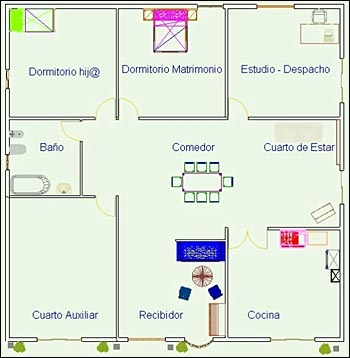 Dormitorio hij@
Dormitorio Matrimonio
Estudio - Despacho
Baño
Comedor
Cuarto de Estar
Cuarto Auxiliar
Recibidor
Cocina